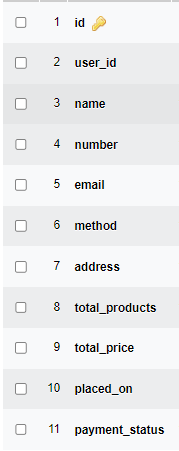 1 id
2 user_id
3 name
4 number
5 email
6 method
7 address
8 total_products
9 total_price
10 placed_on
11 payment_status